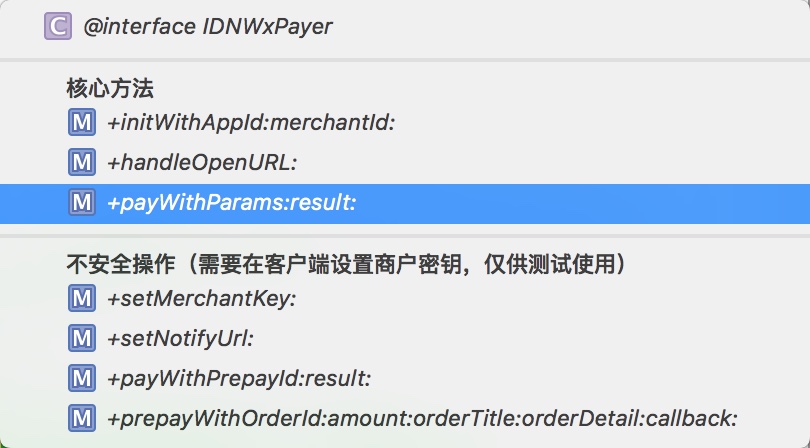 C @interface IDNWxPayer
核心方法
M +initWithAppId:merchantId:
M +handleOpenURL:
M +payWithParams:result:
不安全操作（需要在客户端设置商户密钥，仅供测试使用）
M +setMerchantKey:
M +setNotifyUrl:
M +payWithPrepayId:result:
M +prepayWithOrderId:amount:orderTitle:orderDetail:callback: